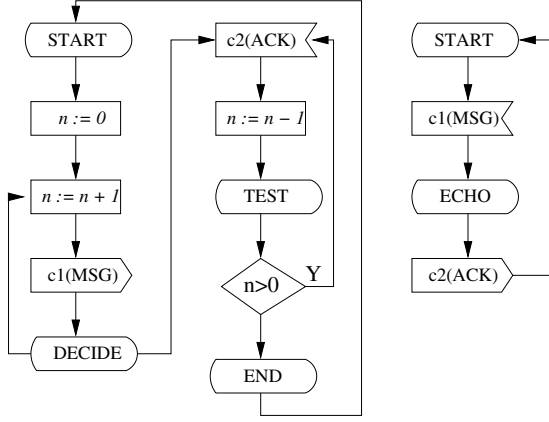 START
n := 0
n := n + 1
c1(MSG)
DECIDE
c2(ACK)
n := n − 1
TEST
n>0
Y
END
START
c1(MSG)
ECHO
c2(ACK)